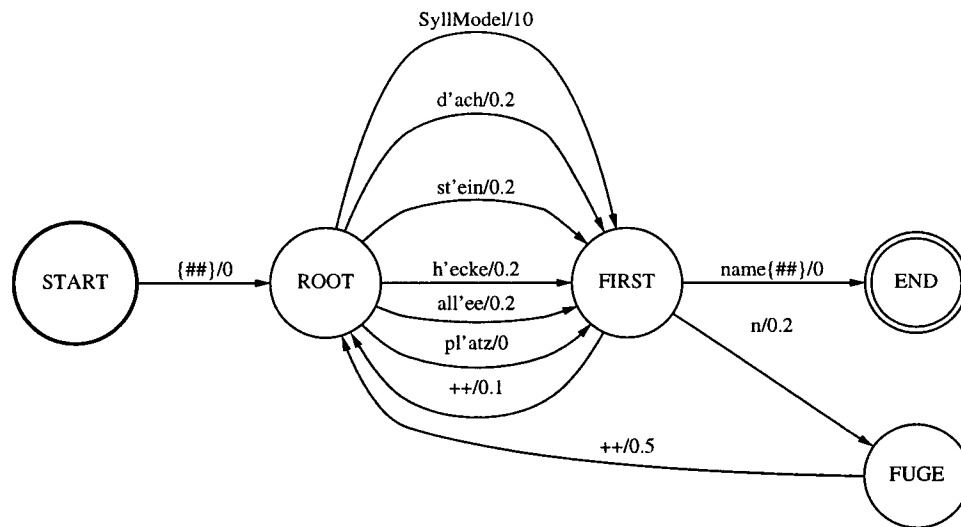 SyllModel/10
d'ach/0.2
st'ein/0.2
START
{##}/0
ROOT
h'ecke/0.2
FIRST
name{##}/0
END
all'ee/0.2
n/0.2
pl'atz/0
++/0.1
++/0.5
FUGE